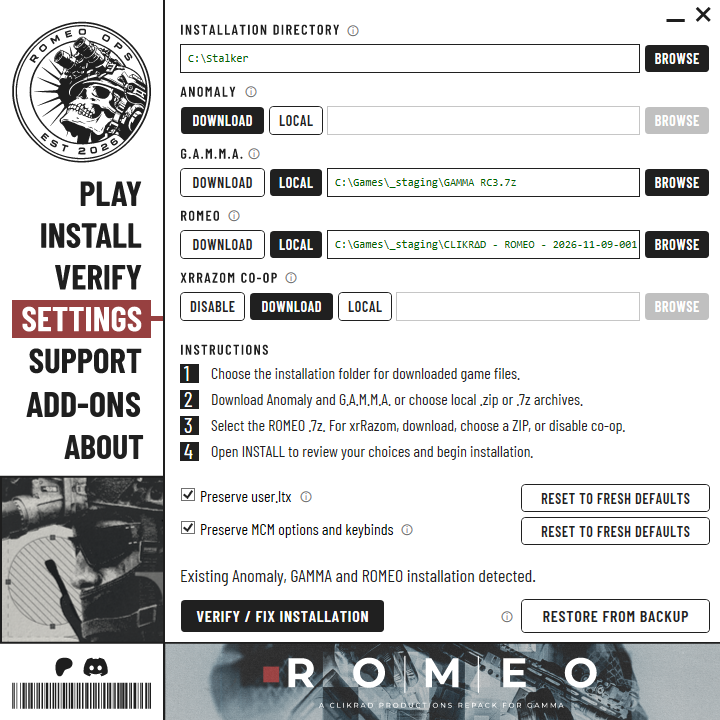 ROMEO OPS
EST 2026
PLAY
INSTALL
VERIFY
SETTINGS
SUPPORT
ADD-ONS
ABOUT
INSTALLATION DIRECTORY
C:\Stalker
BROWSE
ANOMALY
DOWNLOAD LOCAL BROWSE
G.A.M.M.A.
DOWNLOAD LOCAL C:\Games\_staging\GAMMA RC3.7z BROWSE
ROMEO
DOWNLOAD LOCAL C:\Games\_staging\CLIKRΔD - ROMEO - 2026-11-09-001 BROWSE
XRRAZOM CO-OP
DISABLE DOWNLOAD LOCAL BROWSE
INSTRUCTIONS
1 Choose the installation folder for downloaded game files.
2 Download Anomaly and G.A.M.M.A. or choose local .zip or .7z archives.
3 Select the ROMEO .7z. For xrRazom, download, choose a ZIP, or disable co-op.
4 Open INSTALL to review your choices and begin installation.
Preserve user.ltx RESET TO FRESH DEFAULTS
Preserve MCM options and keybinds RESET TO FRESH DEFAULTS
Existing Anomaly, GAMMA and ROMEO installation detected.
VERIFY / FIX INSTALLATION RESTORE FROM BACKUP
ROMEO
A CLIKRAD PRODUCTIONS REPACK FOR GAMMA